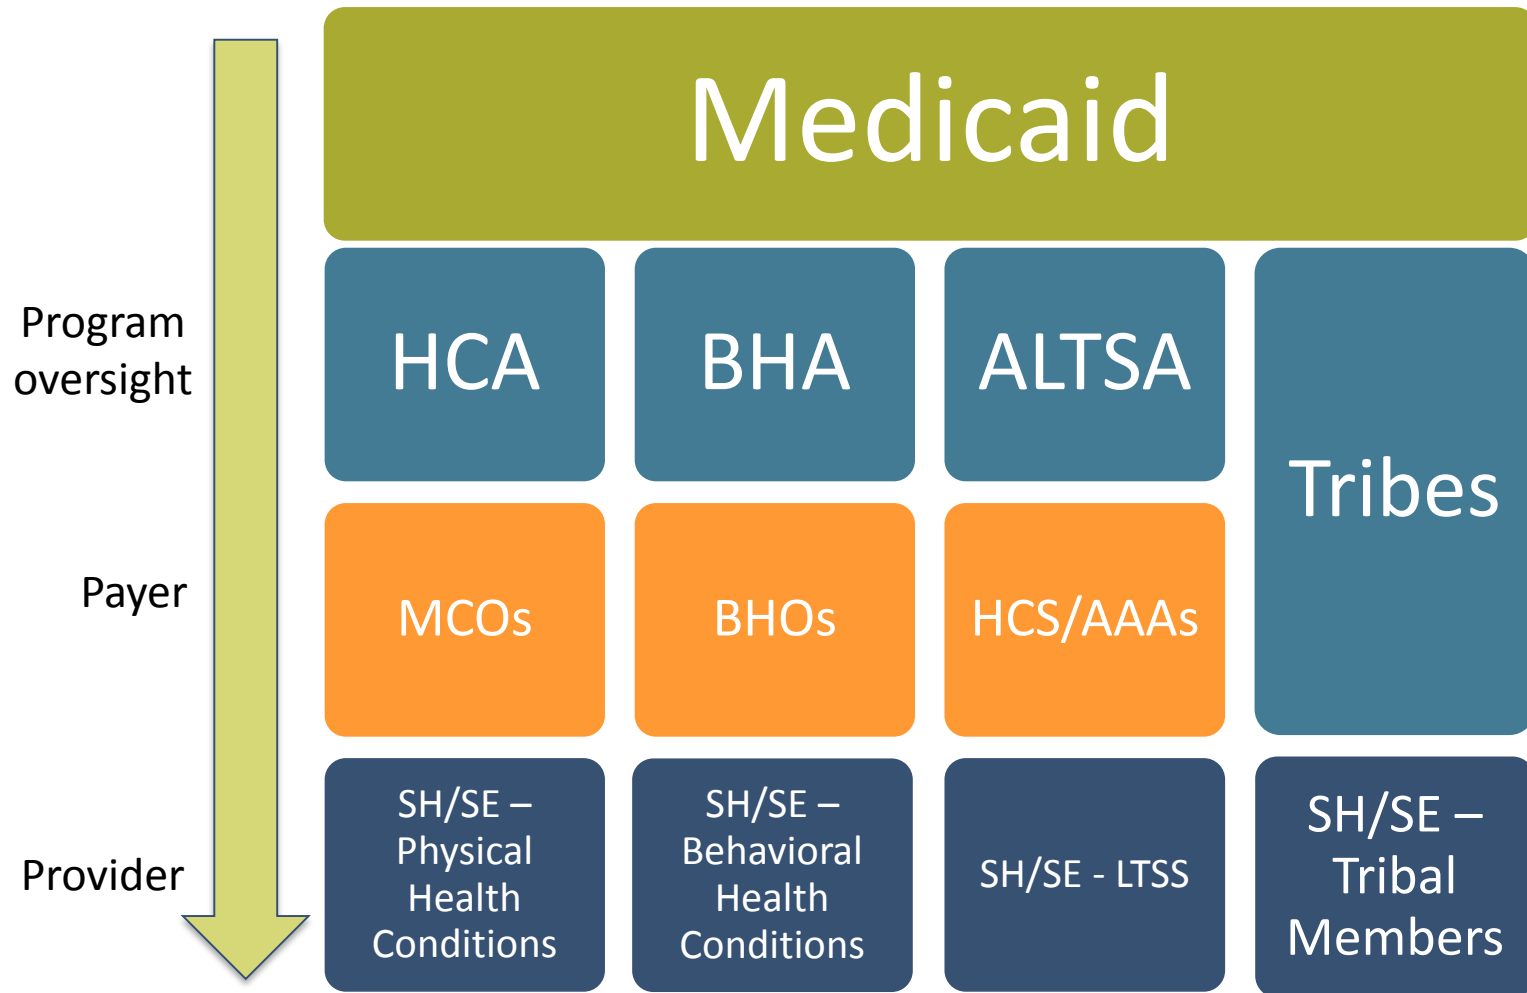 Medicaid
Program
oversight
HCA
BHA
ALTSA
Tribes
Payer
MCOs
BHOs
HCS/AAAs
Provider
SH/SE –
Physical
Health
Conditions
SH/SE –
Behavioral
Health
Conditions
SH/SE - LTSS
SH/SE –
Tribal
Members